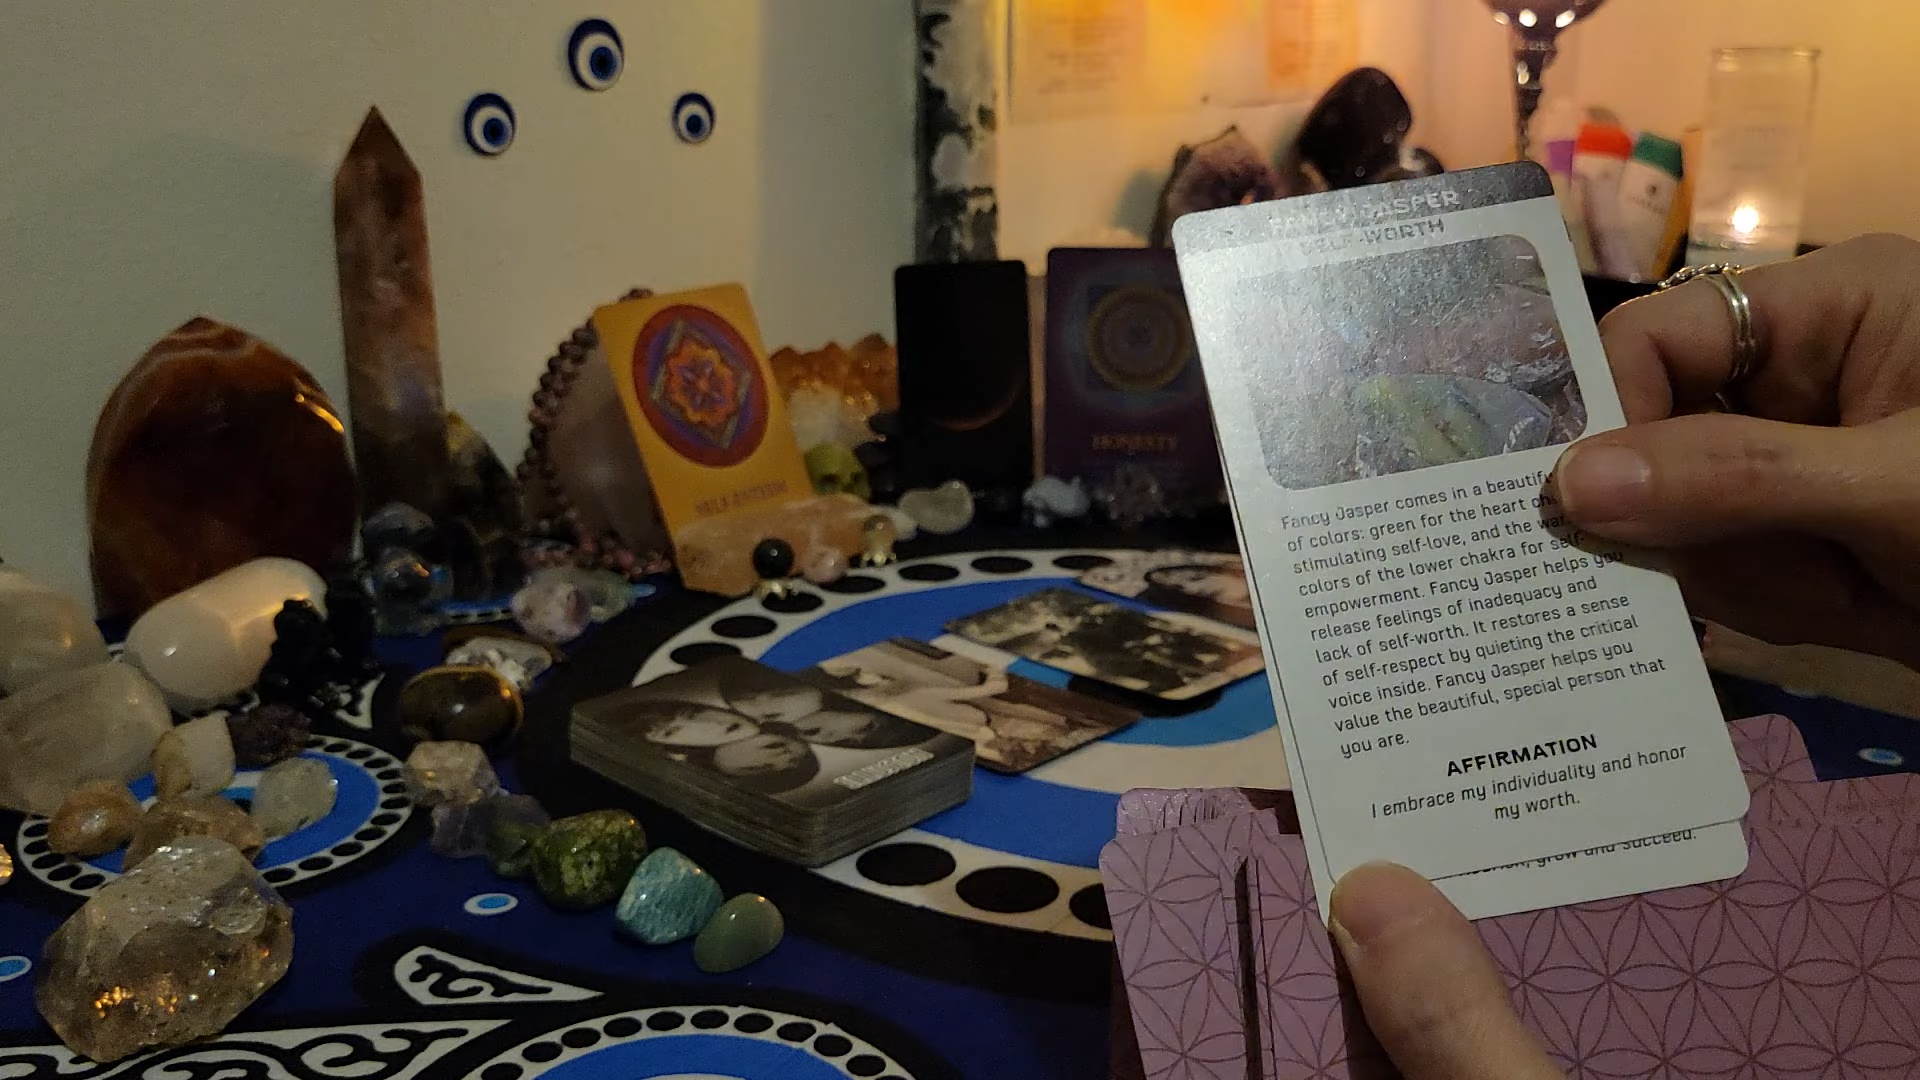 FANCY JASPER
SELF-WORTH
Fancy Jasper comes in a
of colors: green for the heart
stimulating self-love, and the
colors of the lower chakra for self-
empowerment. Fancy Jasper helps you
release feelings of inadequacy and
lack of self-worth. It restores a sense
of self-respect by quieting the critical
voice inside. Fancy Jasper helps you
value the beautiful, special person that
you are.
AFFIRMATION
I embrace my individuality and honor
my worth.
grow and succeed.
HONESTY